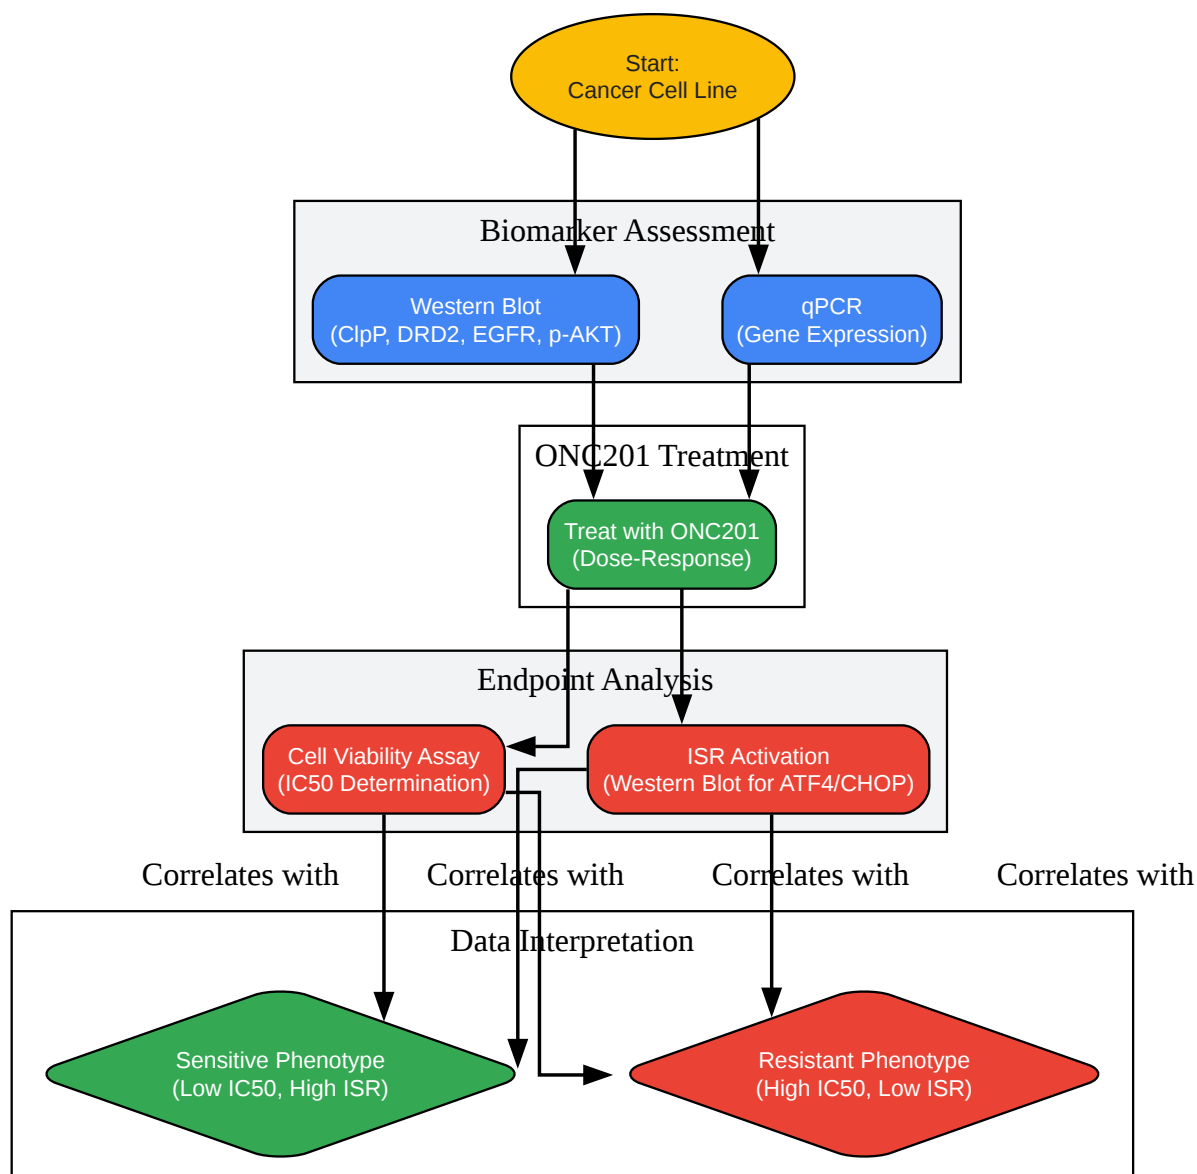 Start:
Cancer Cell Line
Biomarker Assessment
Western Blot
(ClpP, DRD2, EGFR, p-AKT)
qPCR
(Gene Expression)
ONC201 Treatment
Treat with ONC201
(Dose-Response)
Endpoint Analysis
Cell Viability Assay
(IC50 Determination)
ISR Activation
(Western Blot for ATF4/CHOP)
Correlates with
Correlates with
Correlates with
Correlates with
Data Interpretation
Sensitive Phenotype
(Low IC50, High ISR)
Resistant Phenotype
(High IC50, Low ISR)